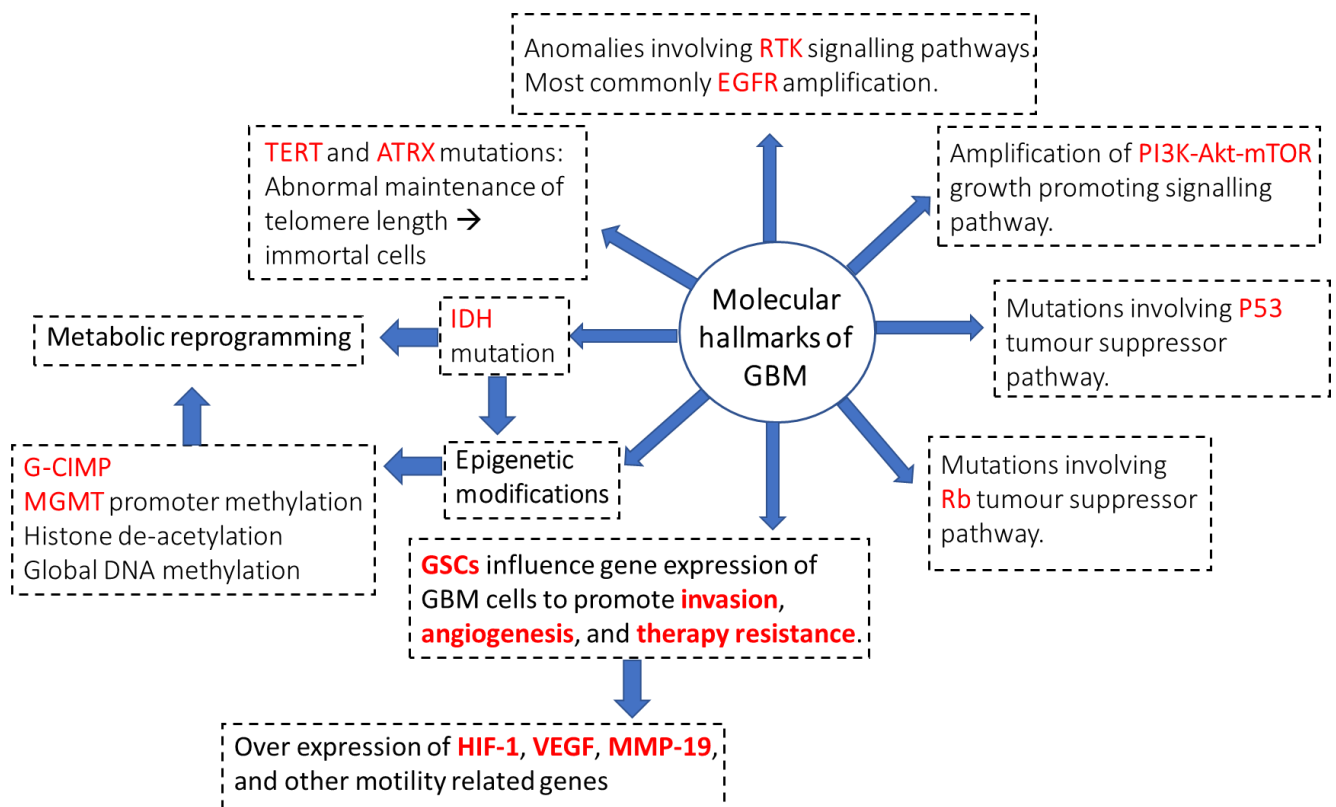 Anomalies involving RTK signalling pathways.
Most commonly EGFR amplification.
TERT and ATRX mutations:
Abnormal maintenance of
telomere length →
immortal cells
Amplification of PI3K-Akt-mTOR
growth promoting signalling
pathway.
Molecular
hallmarks of
GBM
Mutations involving P53
tumour suppressor
pathway.
IDH
mutation
Metabolic reprogramming
Epigenetic
modifications
G-CIMP
MGMT promoter methylation
Histone de-acetylation
Global DNA methylation
Mutations involving
Rb tumour suppressor
pathway.
GSCs influence gene expression of
GBM cells to promote invasion,
angiogenesis, and therapy resistance.
Over expression of HIF-1, VEGF, MMP-19,
and other motility related genes